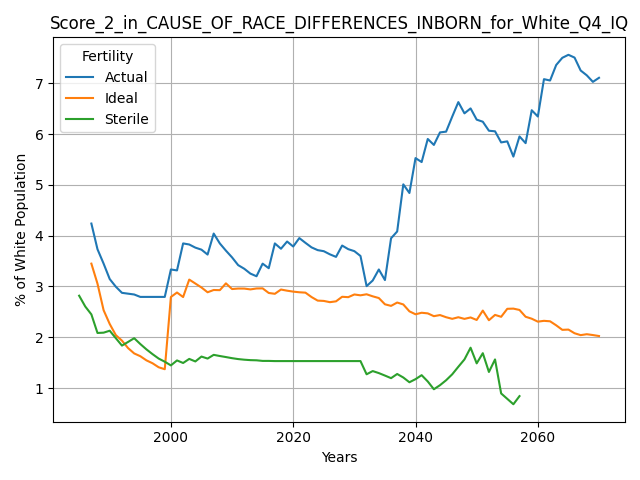 Score_2_in_CAUSE_OF_RACE_DIFFERENCES_INBORN_for_White_Q4_IQ
Fertility
Actual
Ideal
Sterile
% of White Population
7
6
5
4
3
2
1
2000 2020 2040 2060
Years